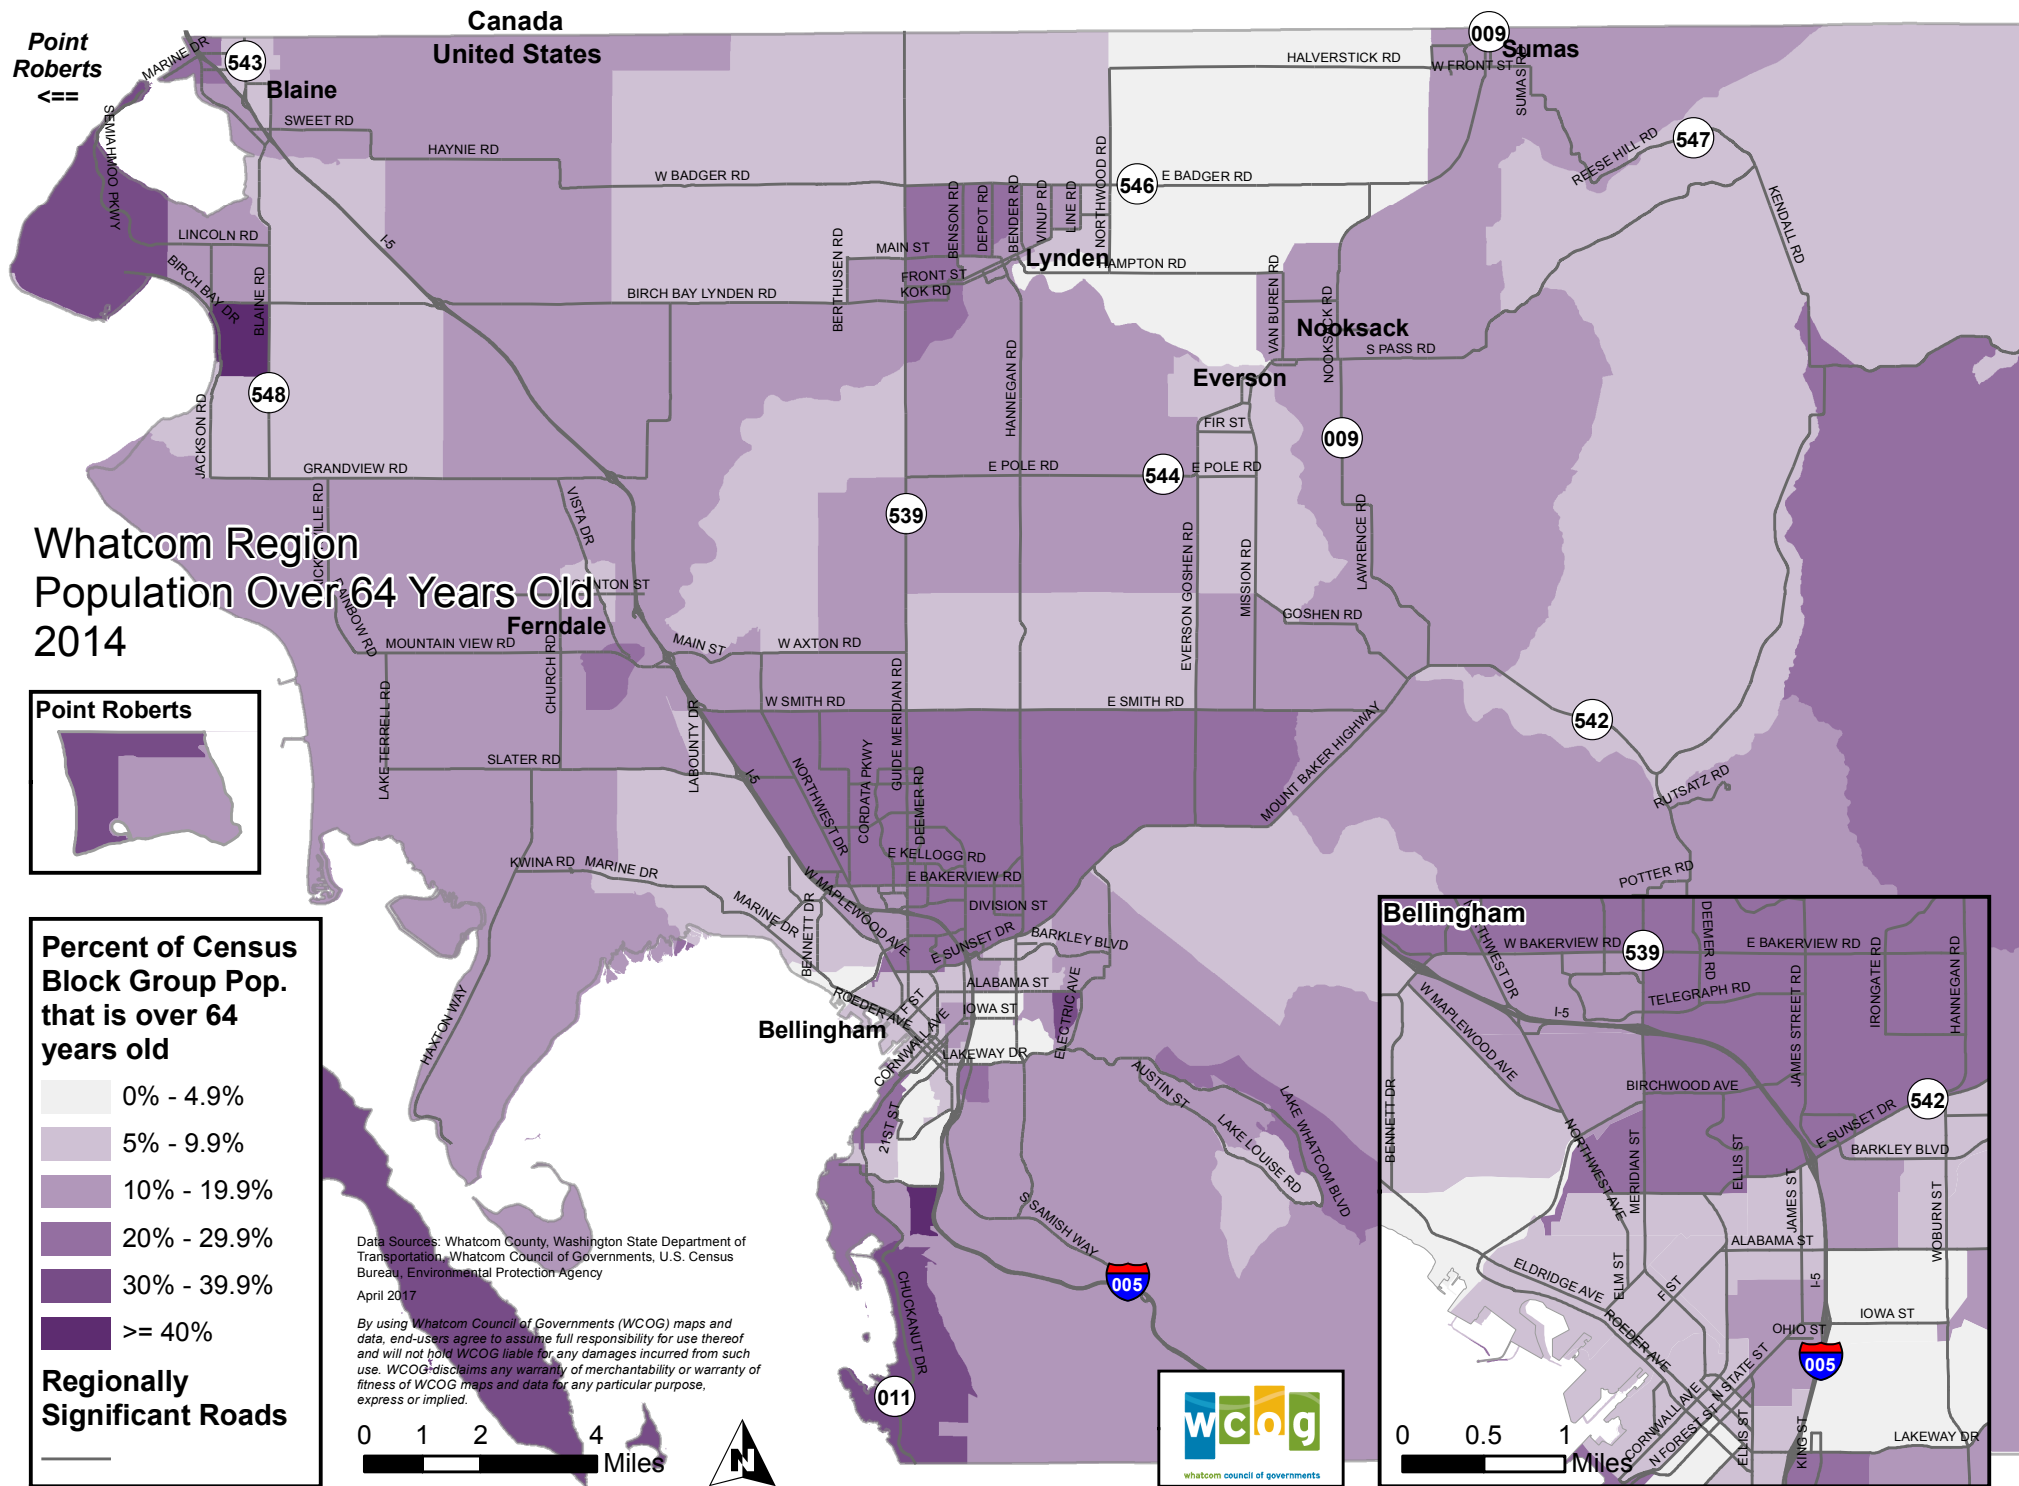 Canada
United States
Point
Roberts
<==
Whatcom Region
Population Over 64 Years Old
2014
Point Roberts
Percent of Census
Block Group Pop.
that is over 64
years old
0% - 4.9%
5% - 9.9%
10% - 19.9%
20% - 29.9%
30% - 39.9%
>= 40%
Regionally
Significant Roads
MARINE DR
543
Blaine
SEMIAHMOO PKWY
SWEET RD
HAYNIE RD
I-5
LINCOLN RD
BIRCH BAY DR
BLAINE RD
548
JACKSON RD
W BADGER RD
BIRCH BAY LYNDEN RD
BERTHUSEN RD
MAIN ST
FRONT ST
KOK RD
BENSON RD
DEPOT RD
BENDER RD
VINUP RD
LINE RD
NORTHWOOD RD
Lynden
546
E BADGER RD
HALVERSTICK RD
009
Sumas
W FRONT ST
SUMAS RD
REESE HILL RD
547
KENDALL RD
HAMPTON RD
VAN BUREN RD
NOOKSACK RD
Nooksack
S PASS RD
Everson
FIR ST
009
HANNEGAN RD
E POLE RD
544
E POLE RD
539
GRANDVIEW RD
VISTA DR
RAINBOW RD
Ferndale
MOUNTAIN VIEW RD
CHURCH RD
MAIN ST
W AXTON RD
GUIDE MERIDIAN RD
EVERSON GOSHEN RD
MISSION RD
LAWRENCE RD
GOSHEN RD
W SMITH RD
E SMITH RD
LAKE TERRELL RD
SLATER RD
LABOUNTY DR
I-5
NORTHWEST DR
CORDATA PKWY
DEEMER RD
MOUNT BAKER HIGHWAY
542
RUTSATZ RD
POTTER RD
E KELLOGG RD
E BAKERVIEW RD
DIVISION ST
KWINA RD
MARINE DR
MARINE DR
BENNETT DR
W MAPLEWOOD AVE
E SUNSET DR
BARKLEY BLVD
ALABAMA ST
IOWA ST
ELECTRIC AVE
ROEDER AVE
F ST
Bellingham
CORNWALL AVE
LAKEWAY DR
HAXTON WAY
21ST ST
AUSTIN ST
LAKE LOUISE RD
LAKE WHATCOM BLVD
S SAMISH WAY
005
CHUCKANUT DR
011
Data Sources: Whatcom County, Washington State Department of
Transportation, Whatcom Council of Governments, U.S. Census
Bureau, Environmental Protection Agency
April 2017
By using Whatcom Council of Governments (WCOG) maps and
data, end-users agree to assume full responsibility for use thereof
and will not hold WCOG liable for any damages incurred from such
use. WCOG disclaims any warranty of merchantability or warranty of
fitness of WCOG maps and data for any particular purpose,
express or implied.
0 1 2 4
Miles
N
wcog
whatcom council of governments
Bellingham
W BAKERVIEW RD
539
DEEMER RD
E BAKERVIEW RD
IRONGATE RD
HANNEGAN RD
W MAPLEWOOD AVE
I-5
TELEGRAPH RD
JAMES STREET RD
BENNETT DR
BIRCHWOOD AVE
542
E SUNSET DR
BARKLEY BLVD
NORTHWEST AVE
MERIDIAN ST
ELLIS ST
JAMES ST
WOBURN ST
ALABAMA ST
ELDRIDGE AVE
ELM ST
F ST
I-5
ROEDER AVE
IOWA ST
OHIO ST
005
N STATE ST
CORNWALL AVE
N FOREST ST
ELLIS ST
KING ST
LAKEWAY DR
0 0.5 1
Miles